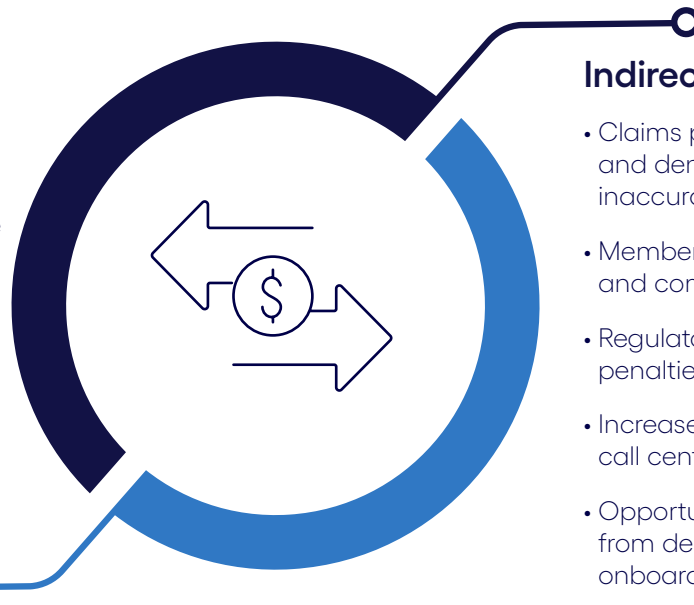 Indirec
• Claims p
and der
inaccura
• Member
and con
• Regulato
penaltie
• Increase
call cent
• Opportu
from de
onboard
$